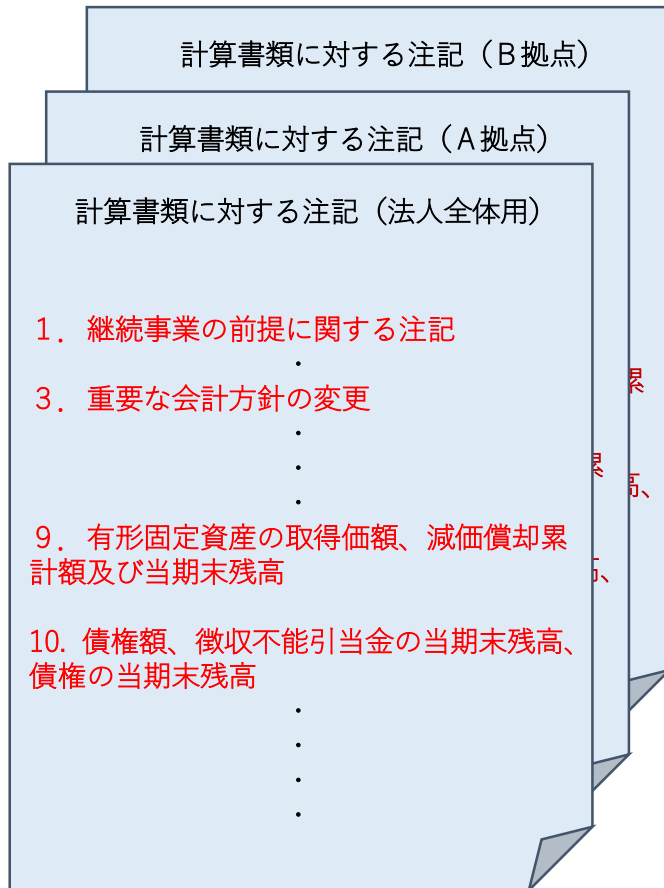 計算書類に対する注記（Ｂ拠点）
計算書類に対する注記（Ａ拠点）
計算書類に対する注記（法人全体用）
１．継続事業の前提に関する注記
・
３．重要な会計方針の変更
・
・
・
９．有形固定資産の取得価額、減価償却累
計額及び当期末残高
10. 債権額、徴収不能引当金の当期末残高、
債権の当期末残高
・
・
・
・
累
累
高、